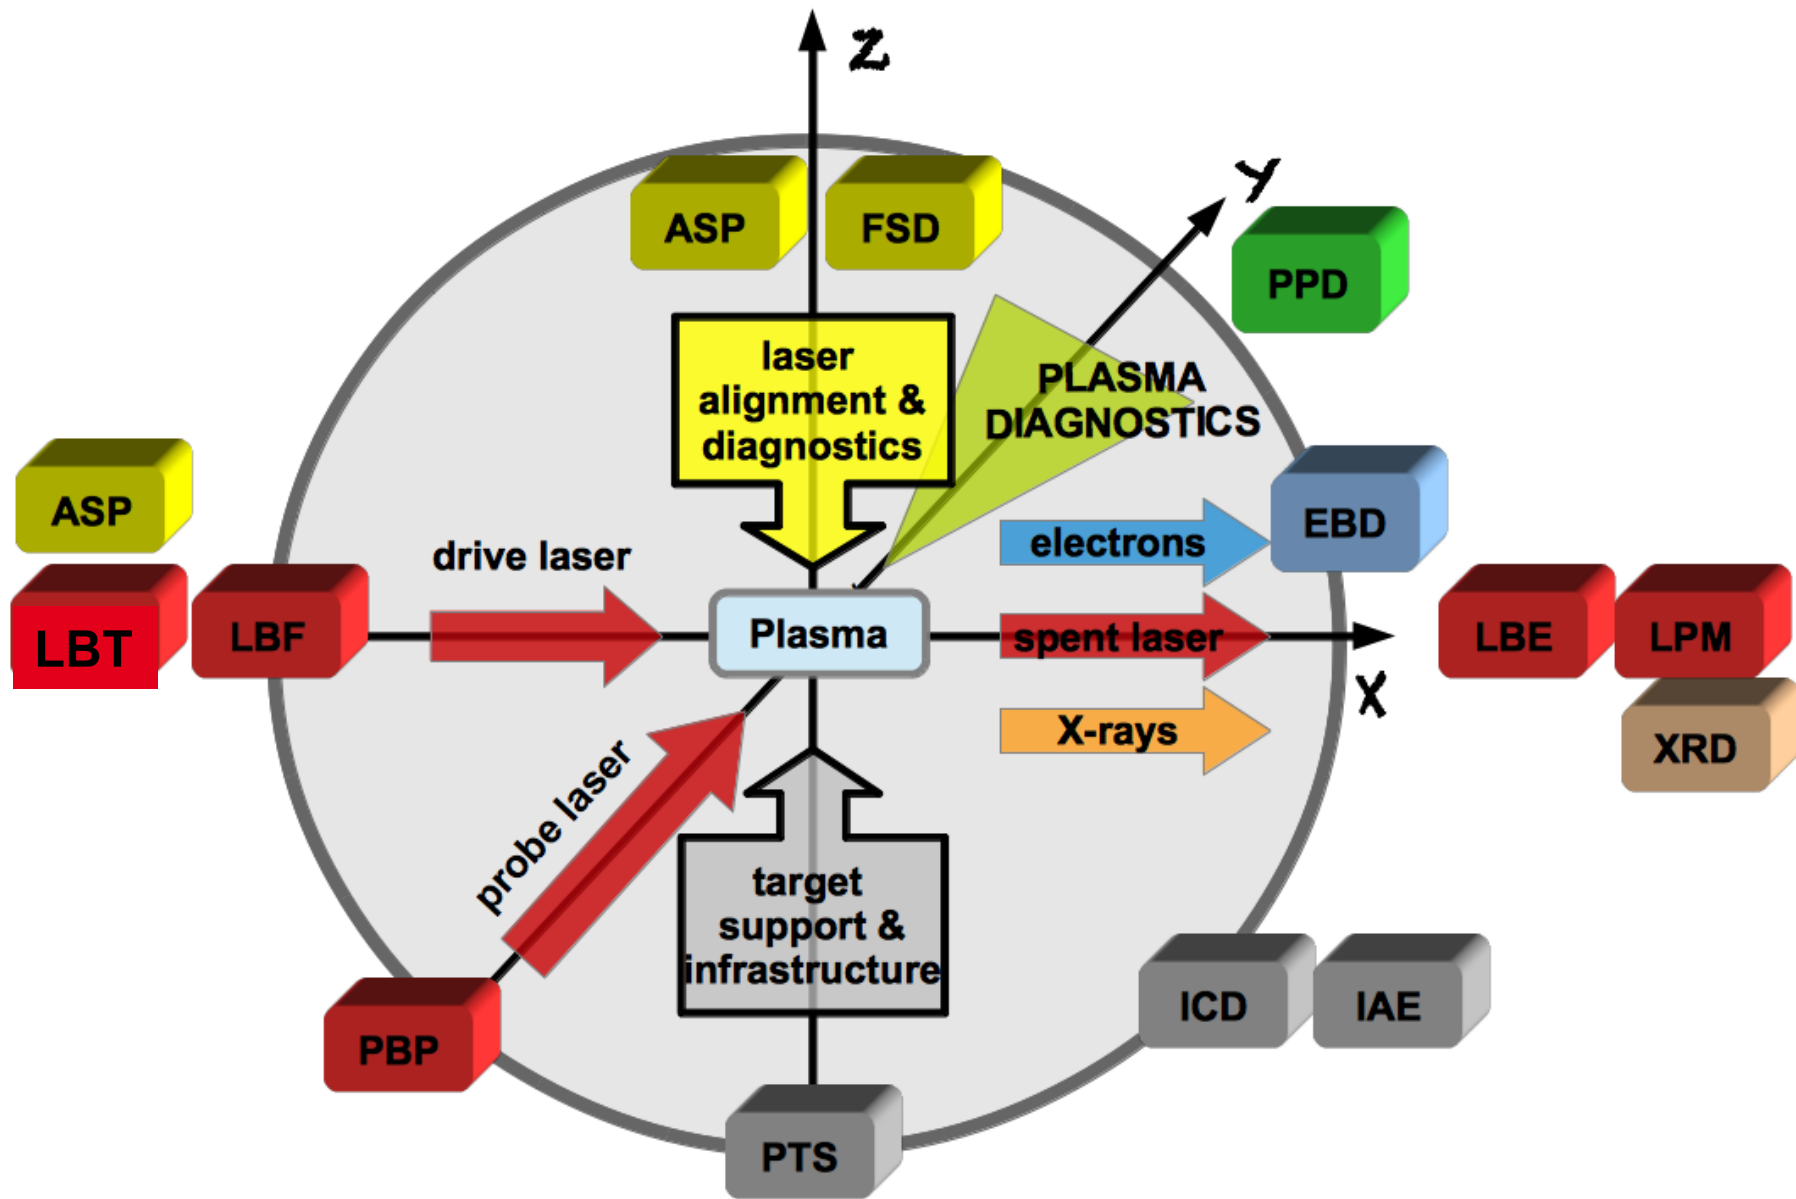 Z
Y
ASP
FSD
PPD
laser
alignment &
diagnostics
PLASMA
DIAGNOSTICS
ASP
EBD
electrons
drive laser
LBT
LBF
Plasma
spent laser
LBE
LPM
X
X-rays
XRD
probe laser
target
support &
infrastructure
ICD
IAE
PBP
PTS